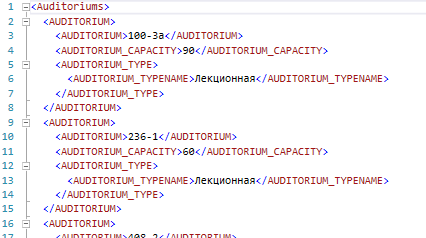 1 <Auditoriums>
2 <AUDITORIUM>
3 <AUDITORIUM>100-3a</AUDITORIUM>
4 <AUDITORIUM_CAPACITY>90</AUDITORIUM_CAPACITY>
5 <AUDITORIUM_TYPE>
6 <AUDITORIUM_TYPENAME>Лекционная</AUDITORIUM_TYPENAME>
7 </AUDITORIUM_TYPE>
8 </AUDITORIUM>
9 <AUDITORIUM>
10 <AUDITORIUM>236-1</AUDITORIUM>
11 <AUDITORIUM_CAPACITY>60</AUDITORIUM_CAPACITY>
12 <AUDITORIUM_TYPE>
13 <AUDITORIUM_TYPENAME>Лекционная</AUDITORIUM_TYPENAME>
14 </AUDITORIUM_TYPE>
15 </AUDITORIUM>
16 <AUDITORIUM>
17 <AUDITORIUM>408-2</AUDITORIUM>